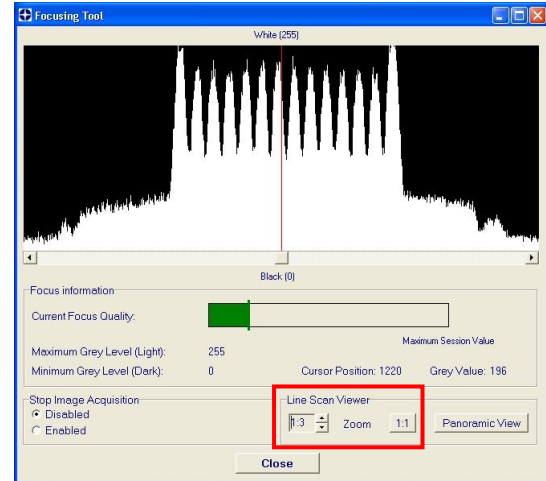 Focusing Tool
White (255)
Black (0)
Focus information
Current Focus Quality:
Maximum Session Value
Maximum Grey Level (Light): 255
Minimum Grey Level (Dark): 0 Cursor Position: 1220 Grey Value: 196
Stop Image Acquisition
Disabled
Enabled
Line Scan Viewer
1:3 Zoom 1:1 Panoramic View
Close